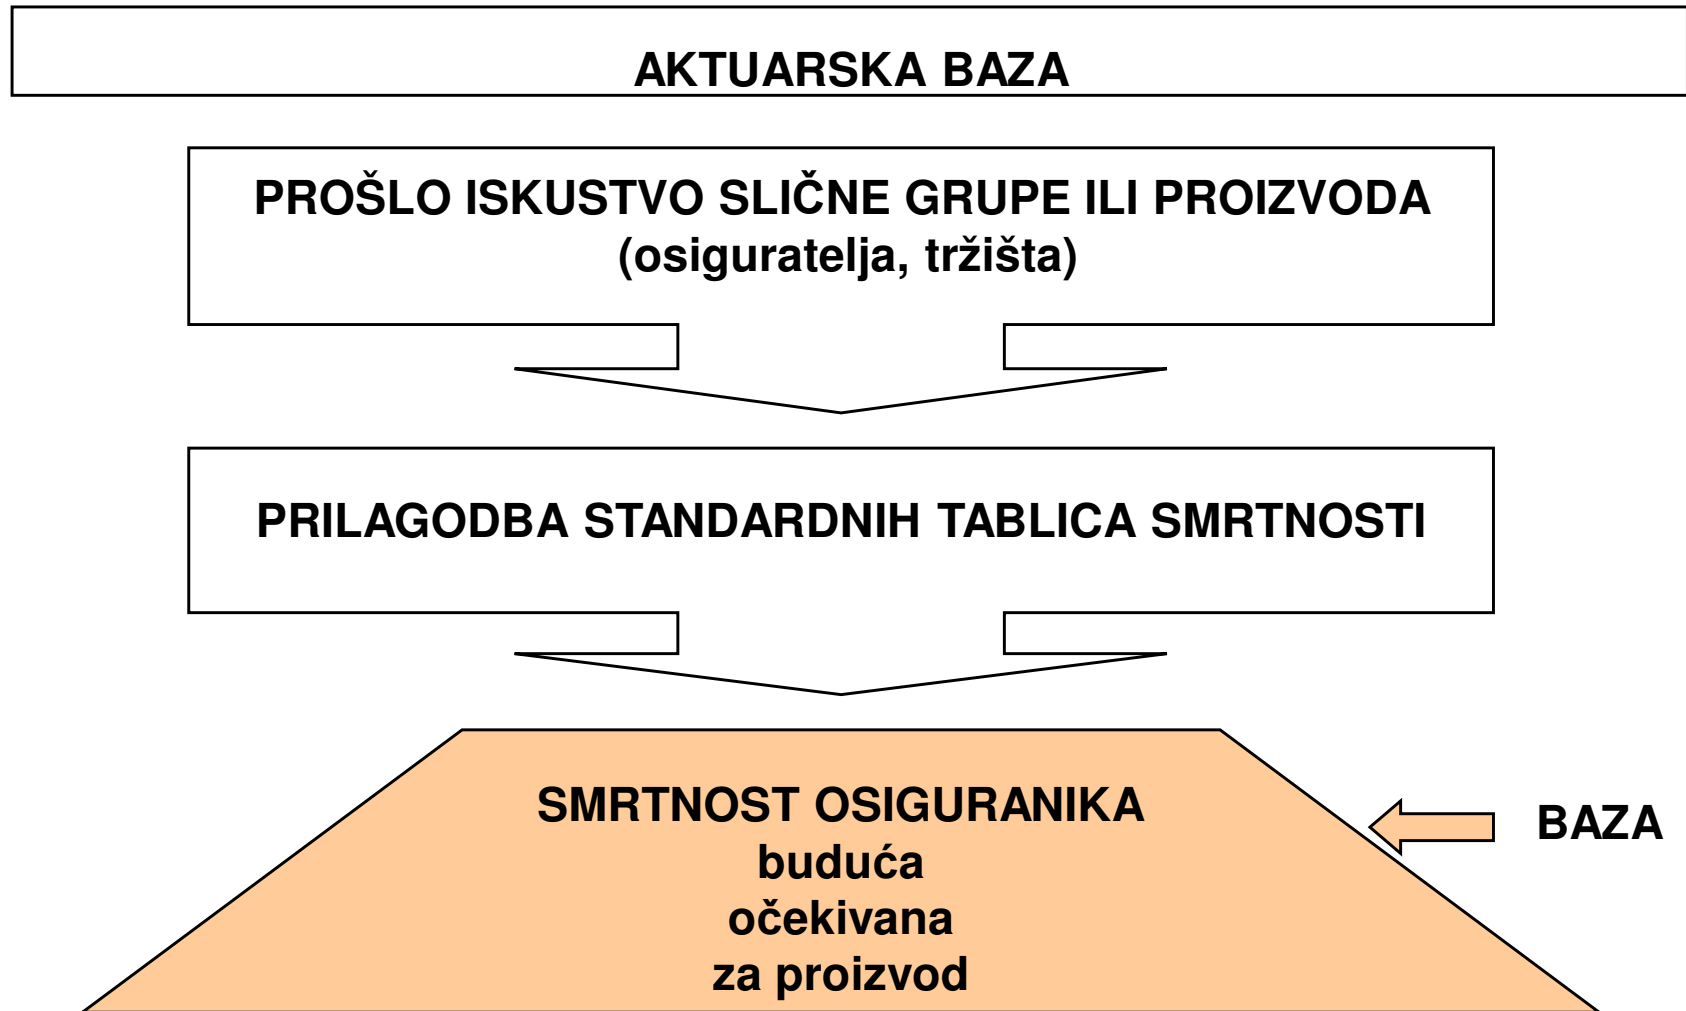 AKTUARSKA BAZA
PROŠLO ISKUSTVO SLIČNE GRUPE ILI PROIZVODA
(osiguratelja, tržišta)
PRILAGODBA STANDARDNIH TABLICA SMRTNOSTI
SMRTNOST OSIGURANIKA
buduća
očekivana
za proizvod
BAZA